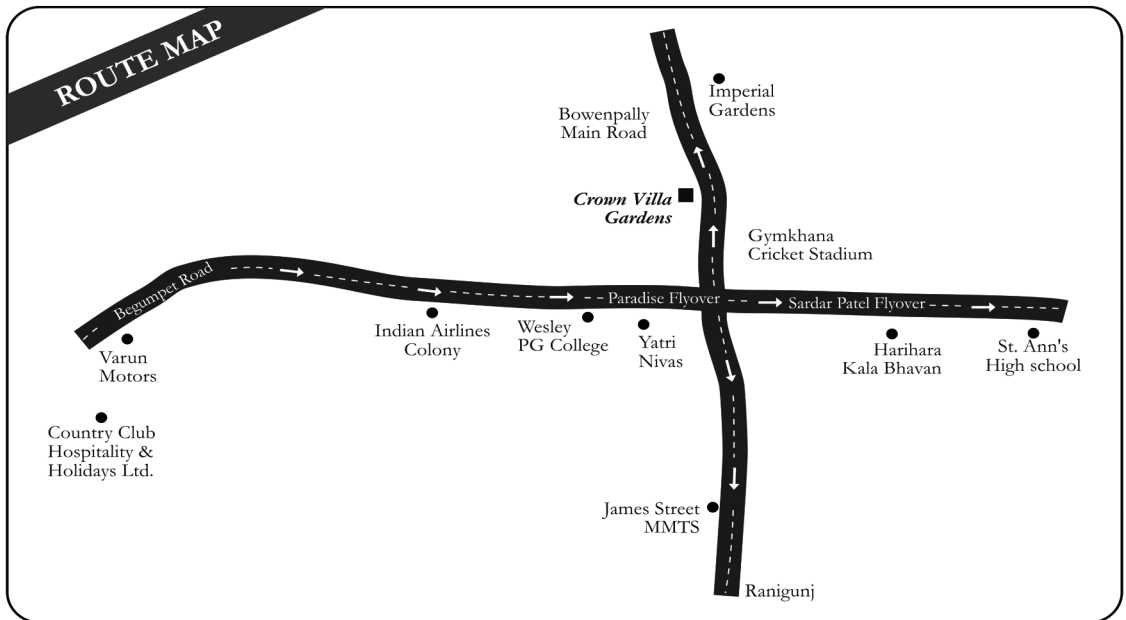 ROUTE MAP
Imperial
Gardens
Bowenpally
Main Road
Crown Villa
Gardens
Gymkhana
Cricket Stadium
Begumpet Road
Paradise Flyover
Sardar Patel Flyover
Varun
Motors
Indian Airlines
Colony
Wesley
PG College
Yatri
Nivas
Harihara
Kala Bhavan
St. Ann's
High school
Country Club
Hospitality &
Holidays Ltd.
James Street
MMTS
Ranigunj